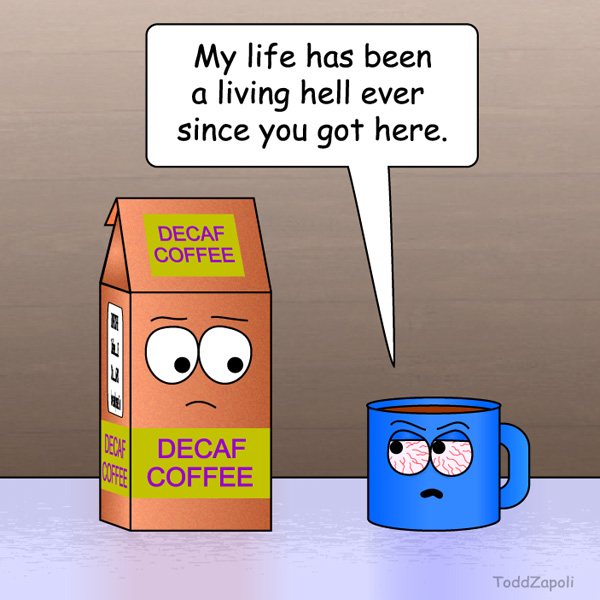 My life has been
a living hell ever
since you got here.
DECAF
COFFEE
DECAF
COFFEE
DECAF
COFFEE
ToddZapoli